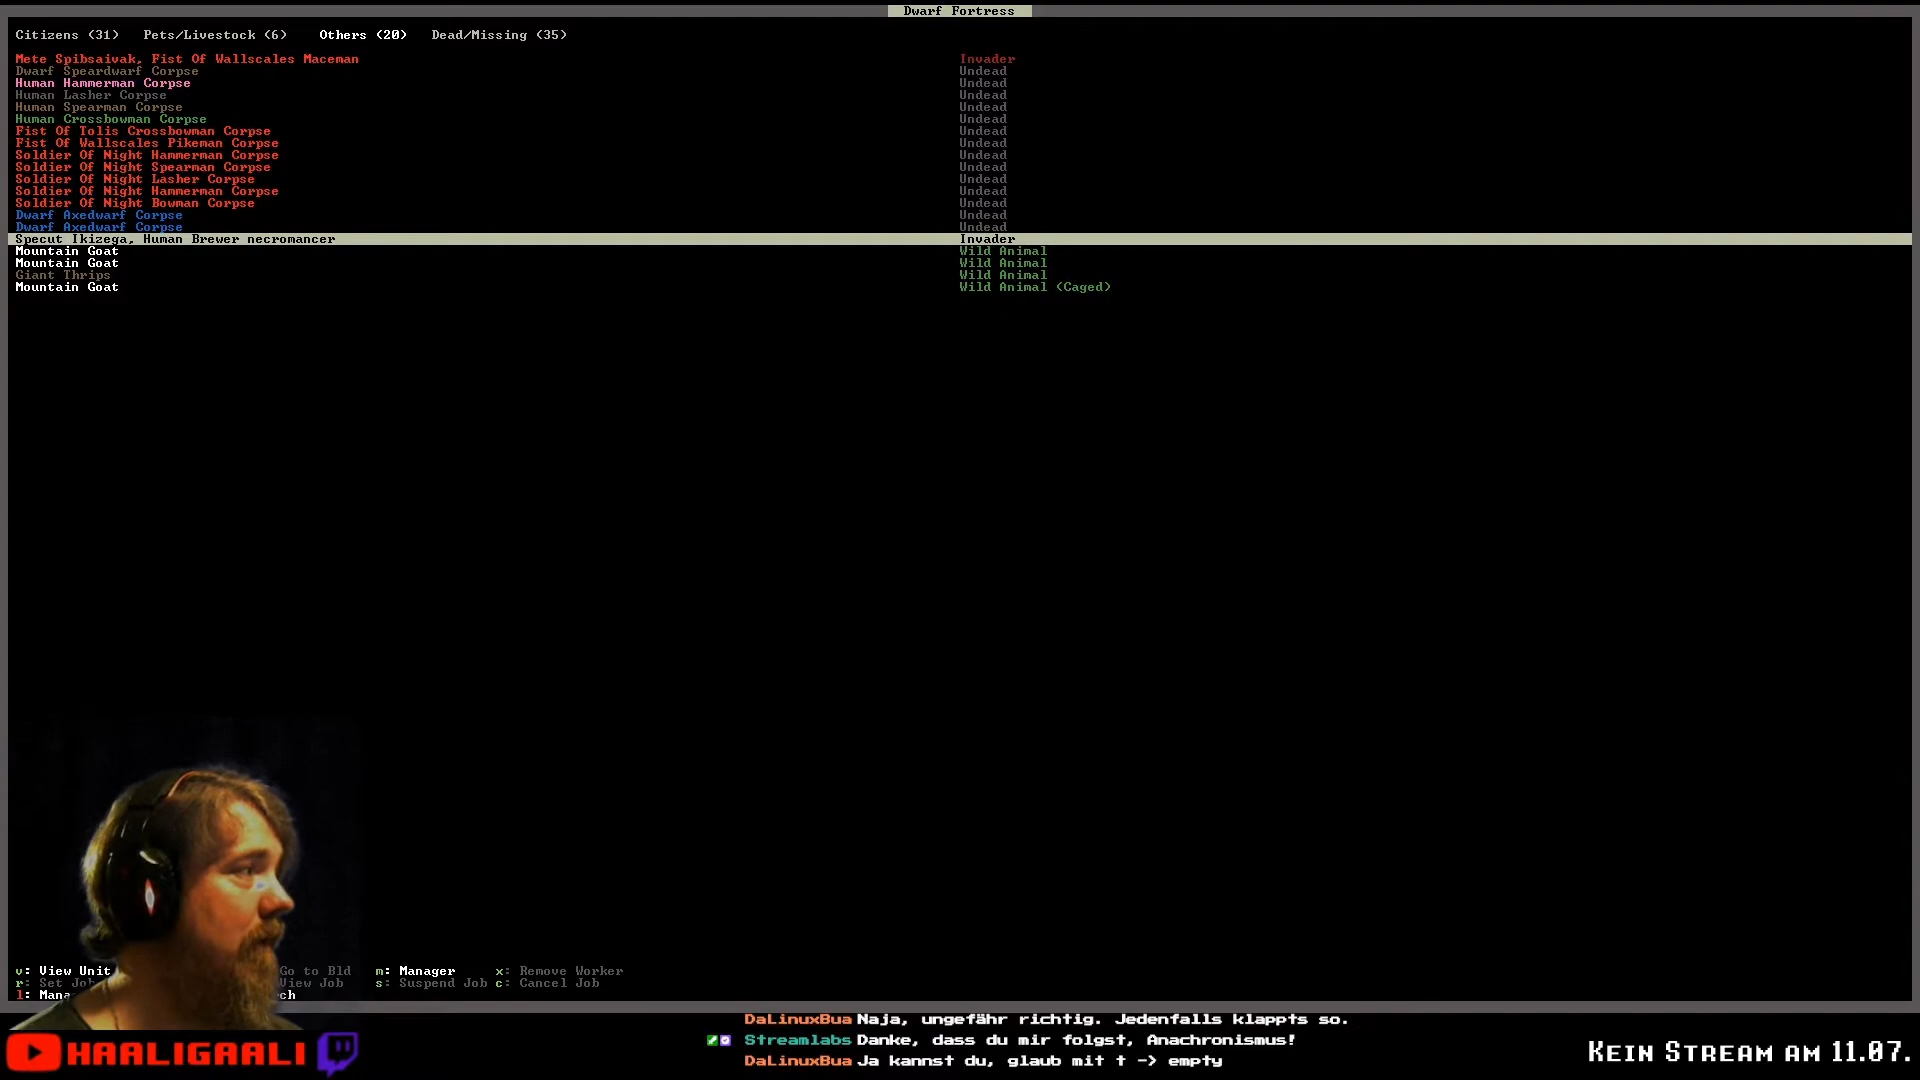 Dwarf Fortress
Citizens (31) Pets/Livestock (6) Others (20) Dead/Missing (35)
Mete Spibsaivak, Fist Of Wallscales Maceman Invader
Dwarf Speardwarf Corpse Undead
Human Hammerman Corpse Undead
Human Lasher Corpse Undead
Human Spearman Corpse Undead
Human Crossbowman Corpse Undead
Fist Of Tolis Crossbowman Corpse Undead
Fist Of Wallscales Pikeman Corpse Undead
Soldier Of Night Hammerman Corpse Undead
Soldier Of Night Spearman Corpse Undead
Soldier Of Night Lasher Corpse Undead
Soldier Of Night Hammerman Corpse Undead
Soldier Of Night Bowman Corpse Undead
Dwarf Axedwarf Corpse Undead
Dwarf Axedwarf Corpse Undead
Specut Ikizega, Human Brewer necromancer Invader
Mountain Goat Wild Animal
Mountain Goat Wild Animal
Giant Thrips Wild Animal
Mountain Goat Wild Animal (Caged)
v: View Unit Go to Bld m: Manager x: Remove Worker
r: Set Job View Job s: Suspend Job c: Cancel Job
l: Mana ch
DaLinuxBua Naja, ungefähr richtig. Jedenfalls klappts so.
Streamlabs Danke, dass du mir folgst, Anachronismus!
DaLinuxBua Ja kannst du, glaub mit t -> empty
HAALIGAALI
Kein Stream am 11.07.